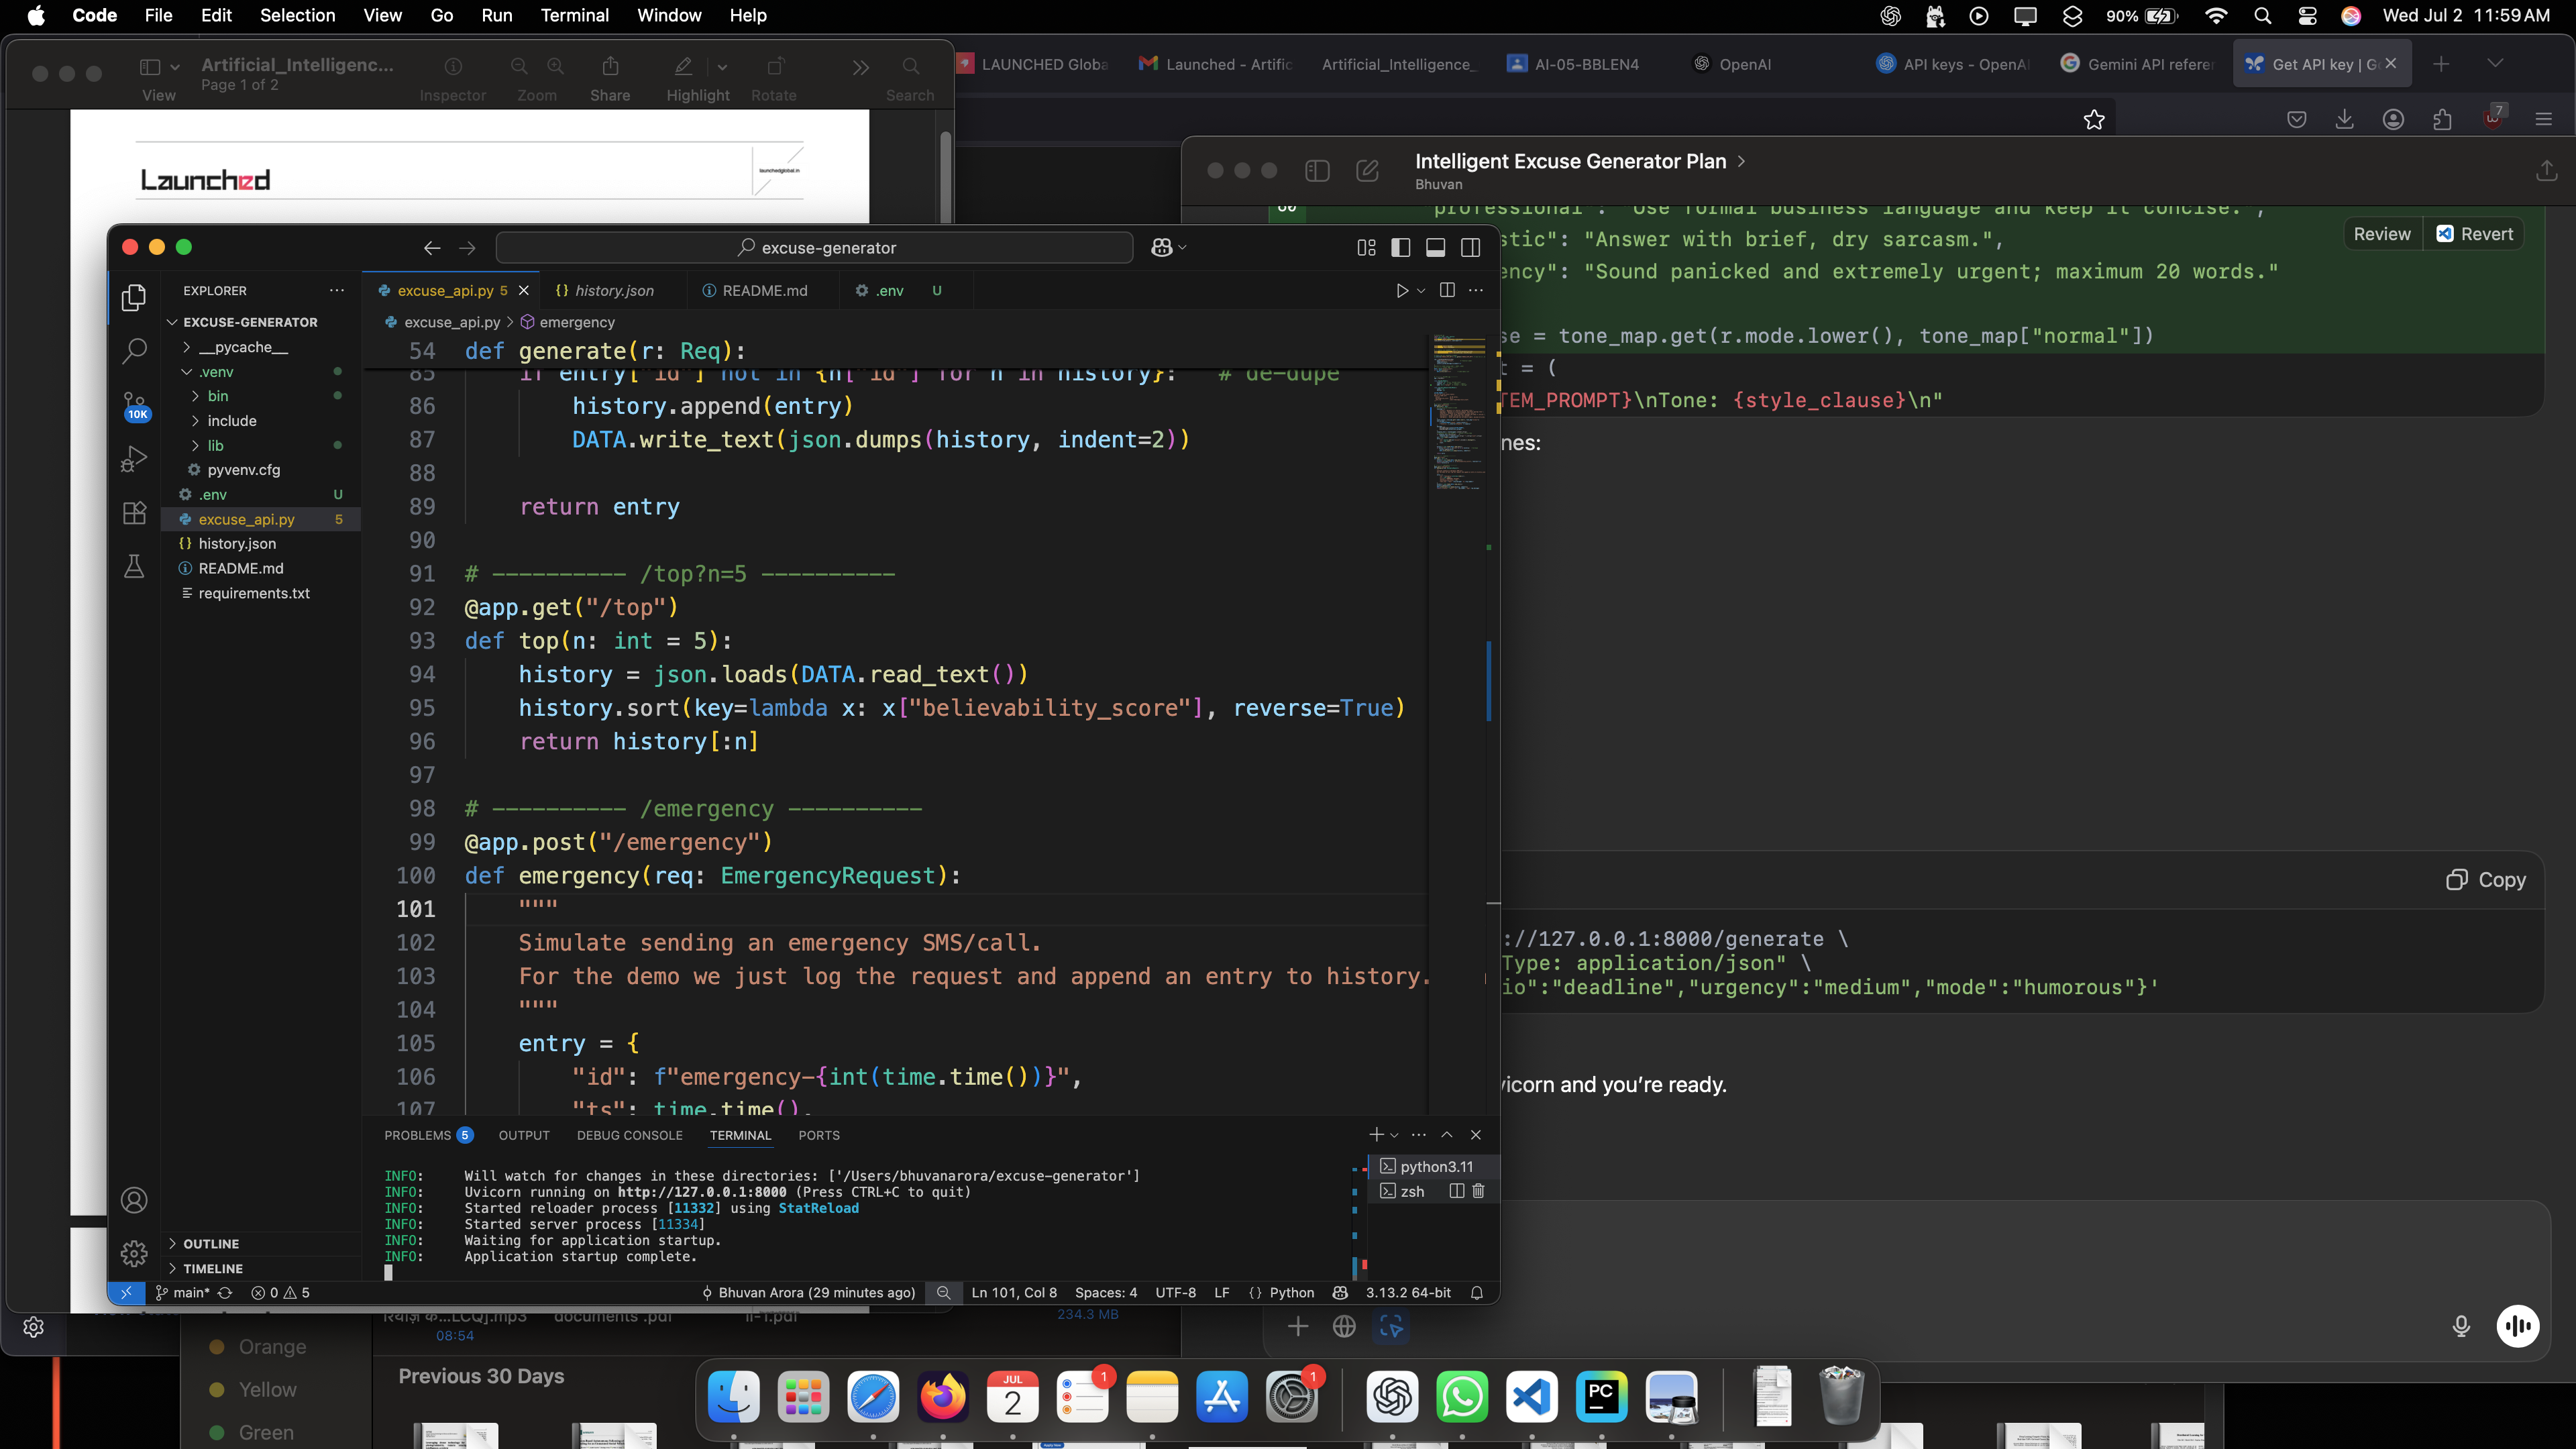 Code File Edit Selection View Go Run Terminal Window Help
90% Wed Jul 2 11:59 AM
Artificial_Intelligenc...
Page 1 of 2
View Inspector Zoom Share Highlight Rotate Search
LAUNCHED Globa
Launched - Artific
Artificial_Intelligence_
AI-05-BBLEN4
OpenAI
API keys - OpenAI
Gemini API referen
Get API key | G
7
Launched
launchedglobal.in
Intelligent Excuse Generator Plan >
Bhuvan
60
"professional": "Use formal business language and keep it concise.",
stic": "Answer with brief, dry sarcasm.",
ency": "Sound panicked and extremely urgent; maximum 20 words."
Review Revert
se = tone_map.get(r.mode.lower(), tone_map["normal"])
t = (
TEM_PROMPT}\nTone: {style_clause}\n"
nes:
Copy
://127.0.0.1:8000/generate \
Type: application/json" \
io":"deadline","urgency":"medium","mode":"humorous"}'
vicorn and you're ready.
excuse-generator
EXPLORER
EXCUSE-GENERATOR
__pycache__
.venv
bin
include
lib
pyvenv.cfg
.env U
excuse_api.py 5
history.json
README.md
requirements.txt
10K
OUTLINE
TIMELINE
excuse_api.py 5 history.json README.md .env U
excuse_api.py > emergency
54 def generate(r: Req):
85 if entry["id"] not in {h["id"] for h in history}: # de-dupe
86 history.append(entry)
87 DATA.write_text(json.dumps(history, indent=2))
88
89 return entry
90
91 # ---------- /top?n=5 ----------
92 @app.get("/top")
93 def top(n: int = 5):
94 history = json.loads(DATA.read_text())
95 history.sort(key=lambda x: x["believability_score"], reverse=True)
96 return history[:n]
97
98 # ---------- /emergency ----------
99 @app.post("/emergency")
100 def emergency(req: EmergencyRequest):
101 """
102 Simulate sending an emergency SMS/call.
103 For the demo we just log the request and append an entry to history.
104 """
105 entry = {
106 "id": f"emergency-{int(time.time())}",
107 "ts": time.time(),
PROBLEMS 5 OUTPUT DEBUG CONSOLE TERMINAL PORTS
INFO: Will watch for changes in these directories: ['/Users/bhuvanarora/excuse-generator']
INFO: Uvicorn running on http://127.0.0.1:8000 (Press CTRL+C to quit)
INFO: Started reloader process [11332] using StatReload
INFO: Started server process [11334]
INFO: Waiting for application startup.
INFO: Application startup complete.
python3.11
zsh
main* 0 5 Bhuvan Arora (29 minutes ago) Ln 101, Col 8 Spaces: 4 UTF-8 LF {} Python 3.13.2 64-bit
LCQ].mp3 documents .pdf II-1.pdf
08:54
234.3 MB
Orange
Yellow
Green
Previous 30 Days
JUL
2
1
1
PC